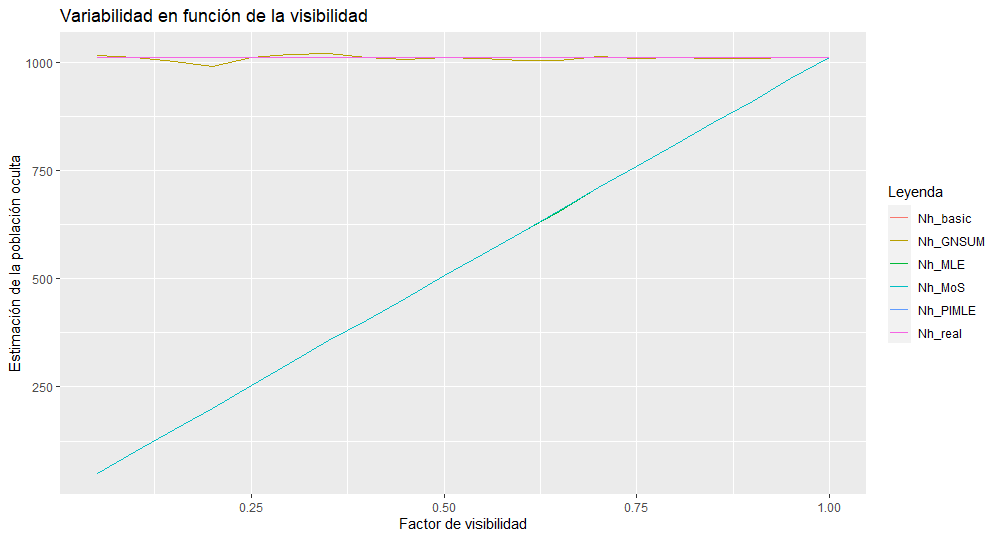 Variabilidad en función de la visibilidad
Estimación de la población oculta
1000
750
500
250
0.25
0.50
0.75
1.00
Factor de visibilidad
Leyenda
Nh_basic
Nh_GNSUM
Nh_MLE
Nh_MoS
Nh_PIMLE
Nh_real